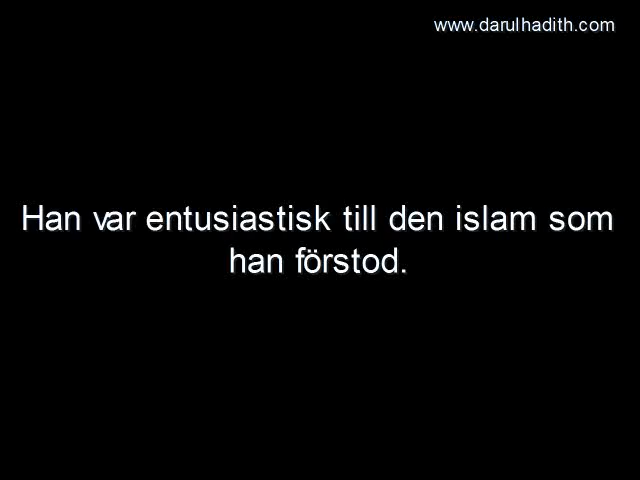 www.darulhadith.com
Han var entusiastisk till den islam som
han förstod.